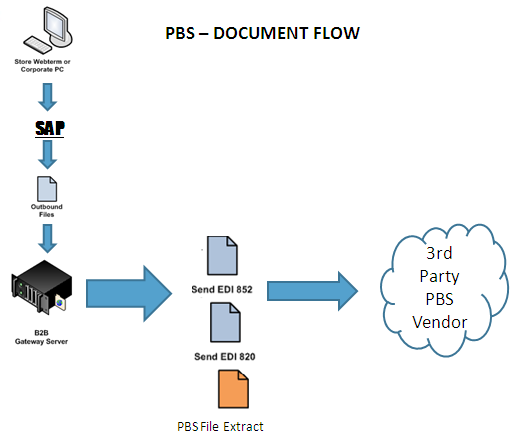 PBS – DOCUMENT FLOW
Store Webterm or
Corporate PC
SAP
Outbound
Files
B2B
Gateway Server
Send EDI 852
Send EDI 820
PBS File Extract
3rd
Party
PBS
Vendor